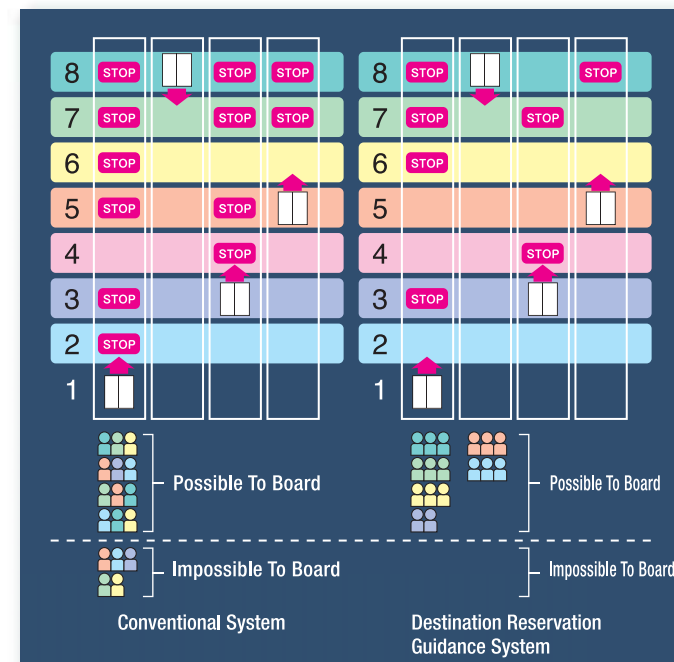 8 STOP STOP STOP 8 STOP STOP
7 STOP STOP STOP 7 STOP STOP
6 STOP 6 STOP
5 STOP STOP 5
4 STOP 4 STOP
3 STOP 3 STOP
2 STOP 2
1 1
Possible To Board Possible To Board
Impossible To Board Impossible To Board
Conventional System Destination Reservation
Guidance System